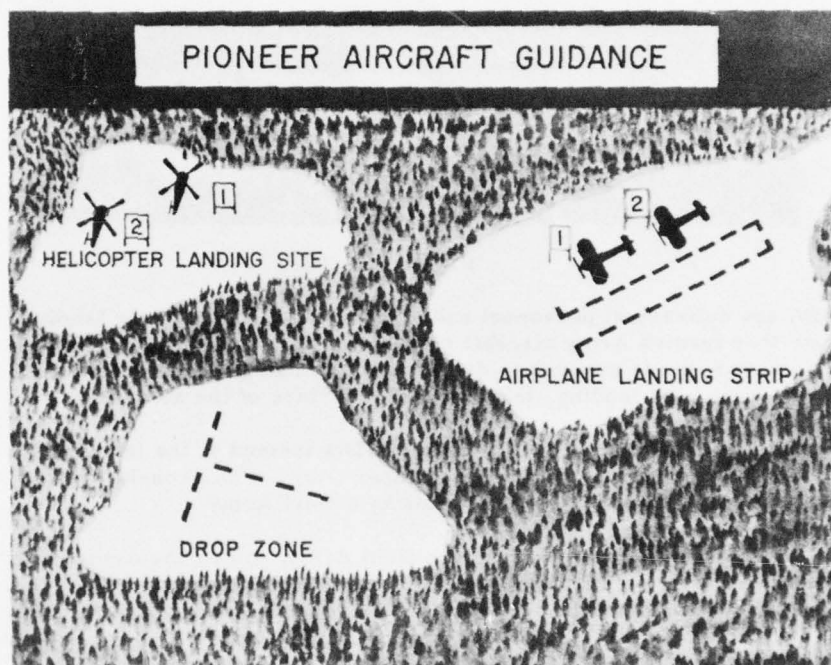 PIONEER AIRCRAFT GUIDANCE
1
2
HELICOPTER LANDING SITE
2
1
AIRPLANE LANDING STRIP
DROP ZONE